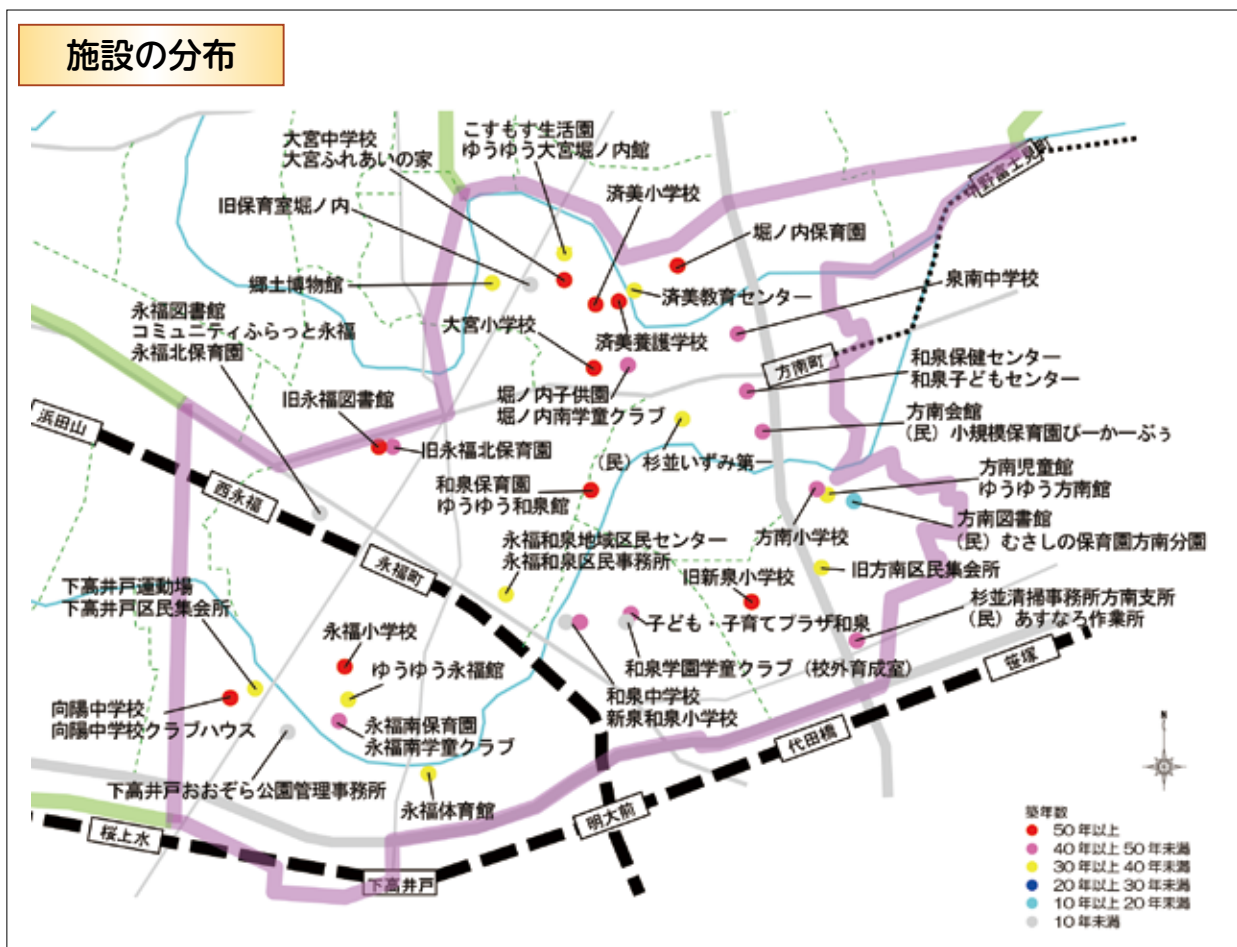 施設の分布
大宮中学校
大宮ふれあいの家
こすもす生活園
ゆうゆう大宮堀ノ内館
中野富士見町
済美小学校
旧保育室堀ノ内
堀ノ内保育園
泉南中学校
郷土博物館
済美教育センター
永福図書館
コミュニティふらっと永福
永福北保育園
大宮小学校
済美養護学校
方南町
和泉保健センター
和泉子どもセンター
堀ノ内子供園
堀ノ内南学童クラブ
旧永福図書館
浜田山
方南会館
(民)小規模保育園ぴーかーぶぅ
旧永福北保育園
(民)杉並いずみ第一
方南児童館
ゆうゆう方南館
和泉保育園
ゆうゆう和泉館
西永福
方南図書館
(民)むさしの保育園方南分園
方南小学校
永福和泉地域区民センター
永福和泉区民事務所
永福町
旧新泉小学校
旧方南区民集会所
下高井戸運動場
下高井戸区民集会所
杉並清掃事務所方南支所
(民)あすなろ作業所
永福小学校
子ども・子育てプラザ和泉
笹塚
ゆうゆう永福館
和泉学園学童クラブ(校外育成室)
和泉中学校
新泉和泉小学校
向陽中学校
向陽中学校クラブハウス
永福南保育園
永福南学童クラブ
代田橋
N
下高井戸おおぞら公園管理事務所
永福体育館
明大前
桜上水
下高井戸
築年数
50年以上
40年以上50年未満
30年以上40年未満
20年以上30年未満
10年以上20年未満
10年未満